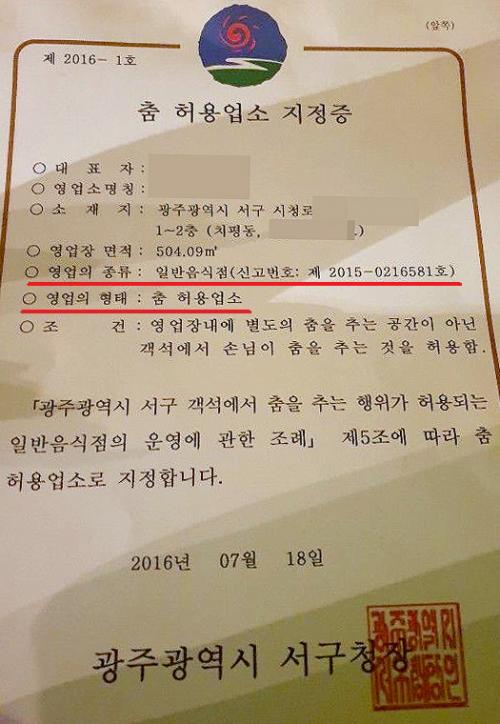 (앞쪽)
제 2016- 1호
춤 허용업소 지정증
○ 대 표 자 :
○ 영업소명칭 :
○ 소 재 지 : 광주광역시 서구 시청로
1~2층 (치평동, )
○ 영업장 면적 : 504.09㎡
○ 영업의 종류 : 일반음식점(신고번호: 제 2015-0216581호)
○ 영업의 형태 : 춤 허용업소
○ 조 건 : 영업장내에 별도의 춤을 추는 공간이 아닌
객석에서 손님이 춤을 추는 것을 허용함.
「광주광역시 서구 객석에서 춤을 추는 행위가 허용되는
일반음식점의 운영에 관한 조례」 제5조에 따라 춤
허용업소로 지정합니다.
2016년 07월 18일
광주광역시 서구청장